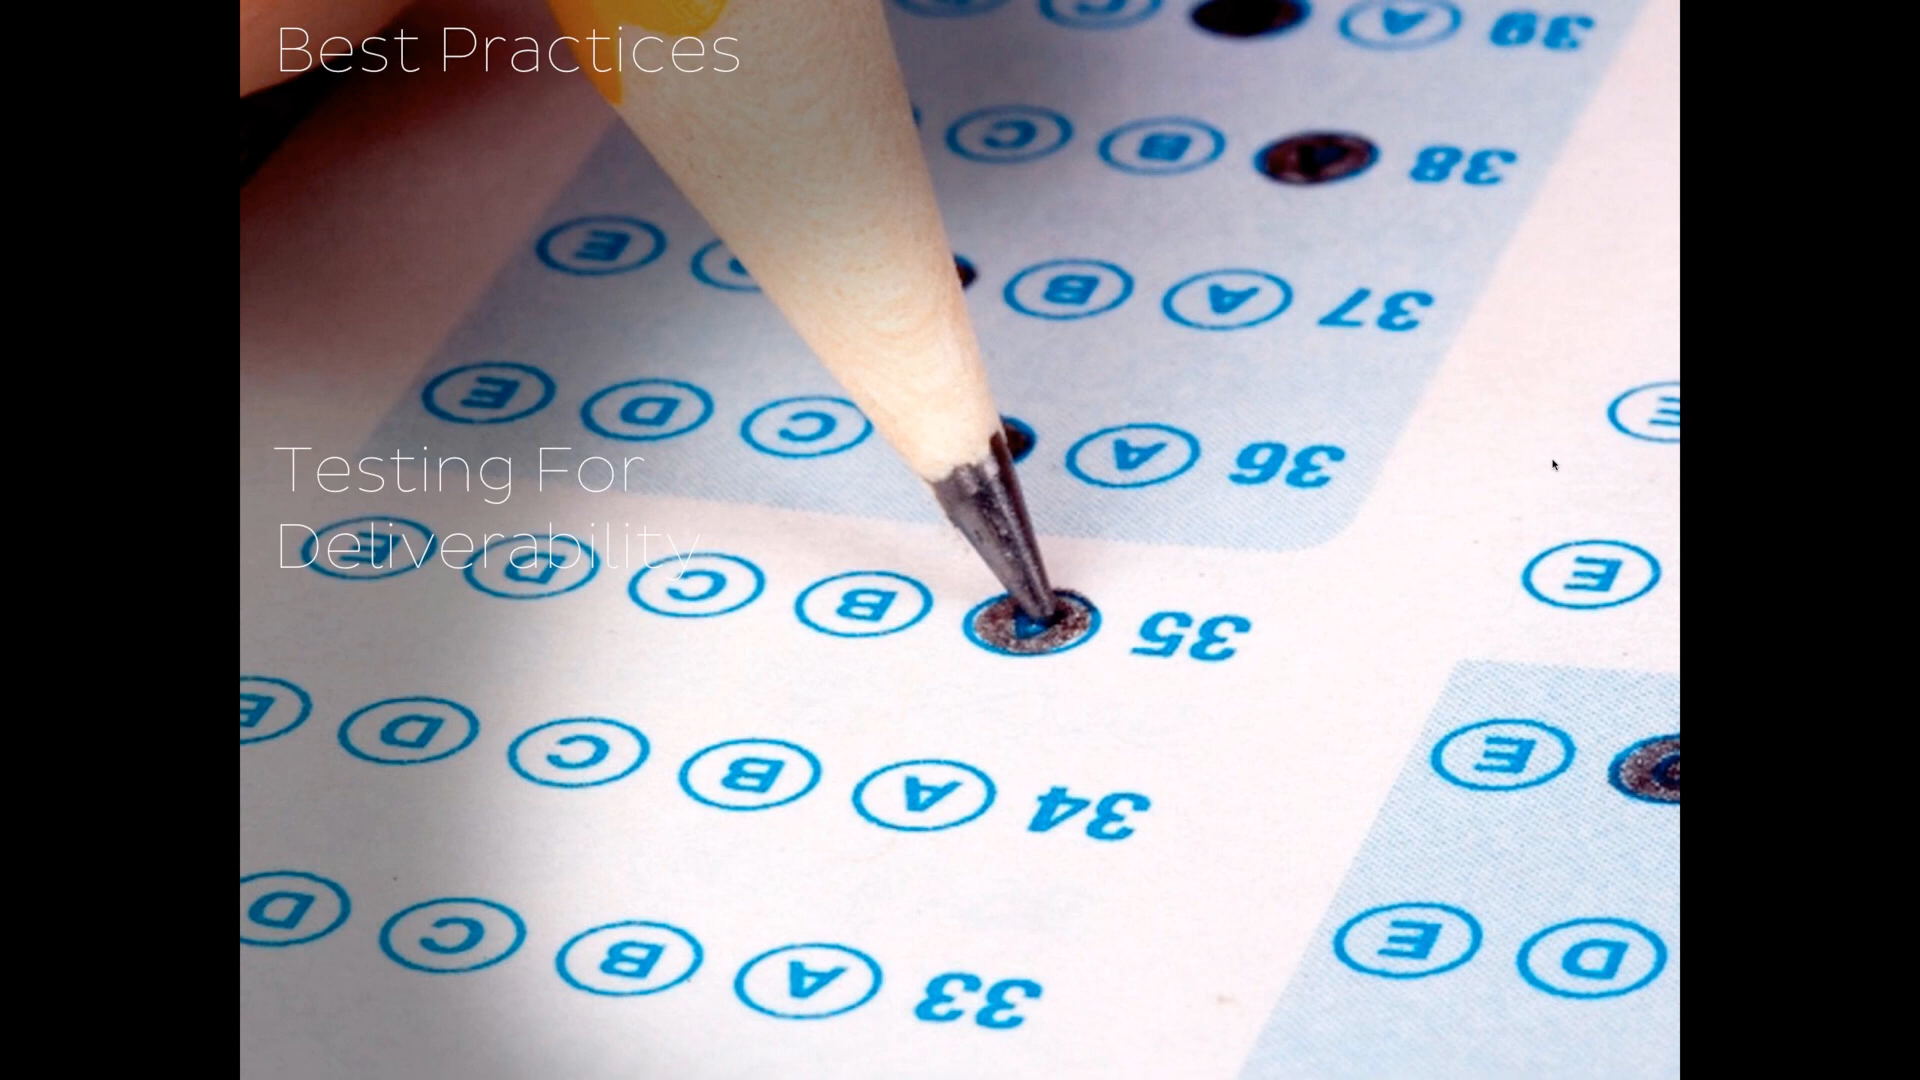 Best Practices
39 A C
38 B C
37 A B E
36 A C D E
Testing For
Deliverability
35 B C D E
34 A B C D E
33 A B C D
E
E
E
E D